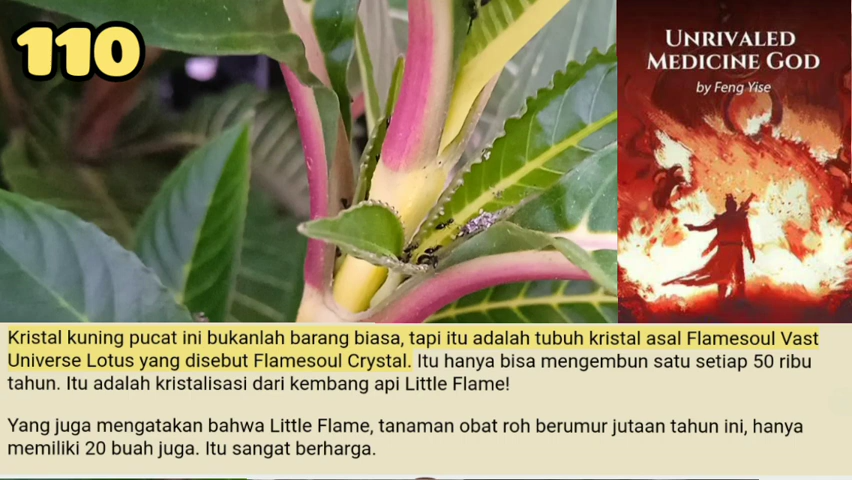 110
UNRIVALED
MEDICINE GOD
by Feng Yise
Kristal kuning pucat ini bukanlah barang biasa, tapi itu adalah tubuh kristal asal Flamesoul Vast
Universe Lotus yang disebut Flamesoul Crystal. Itu hanya bisa mengembun satu setiap 50 ribu
tahun. Itu adalah kristalisasi dari kembang api Little Flame!
Yang juga mengatakan bahwa Little Flame, tanaman obat roh berumur jutaan tahun ini, hanya
memiliki 20 buah juga. Itu sangat berharga.